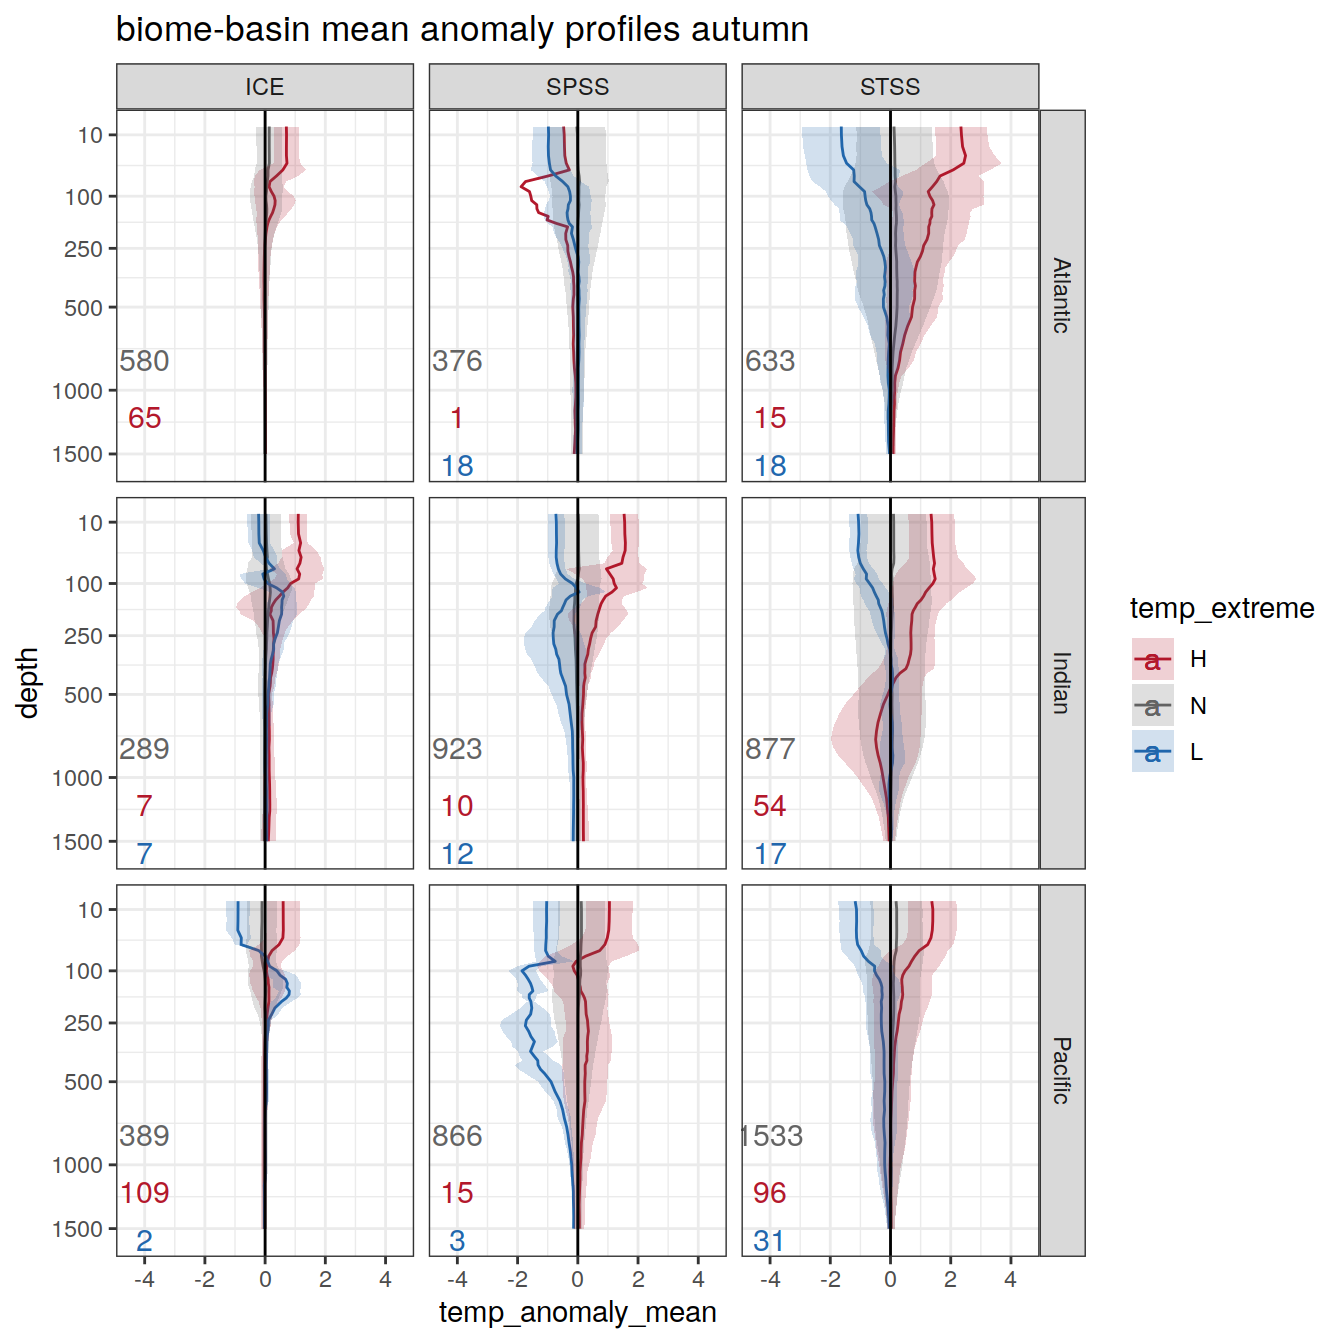 biome-basin mean anomaly profiles autumn
ICE SPSS STSS
10
100
250
500
1000
1500
580 376 633
65 1 15
18 18
Atlantic
10
100
250
500
1000
1500
289 923 877
7 10 54
7 12 17
Indian
10
100
250
500
1000
1500
389 866 1533
109 15 96
2 3 31
Pacific
-4 -2 0 2 4 -4 -2 0 2 4 -4 -2 0 2 4
temp_anomaly_mean
depth
temp_extreme
a H
a N
a L